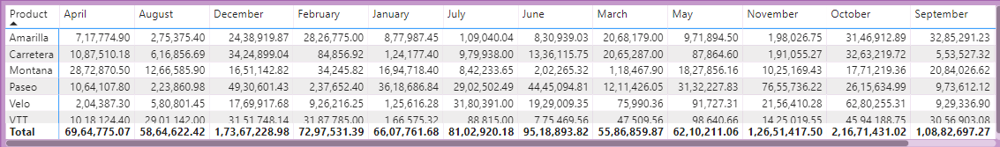 Product April August December February January July June March May November October September
Amarilla 7,17,774.90 2,75,375.40 24,38,919.87 28,26,775.00 8,77,987.45 1,09,040.04 8,30,939.03 20,68,179.00 9,71,894.50 1,98,026.75 31,46,912.89 32,85,291.23
Carretera 10,87,510.18 6,16,856.69 34,24,899.04 84,856.92 1,24,177.40 9,79,938.00 13,36,115.75 20,65,287.00 87,864.60 1,91,055.27 32,63,219.72 5,53,527.32
Montana 28,72,870.50 12,66,585.90 16,51,142.82 34,245.82 16,94,718.40 8,42,233.65 2,02,265.32 1,18,467.90 18,27,856.16 10,25,169.43 17,71,219.36 20,84,026.62
Paseo 10,64,107.80 2,23,860.98 49,30,601.43 2,37,652.40 36,18,686.84 29,02,502.49 44,45,094.81 12,11,426.05 31,32,227.83 76,55,736.22 26,15,634.99 9,73,612.12
Velo 2,04,387.30 5,80,801.45 17,69,917.68 9,26,216.25 1,25,616.28 31,80,391.00 19,29,009.35 75,990.36 91,727.31 21,56,410.28 62,80,255.31 9,29,336.90
VTT 10,18,124.40 29,01,142.00 31,51,748.14 31,87,785.00 1,66,575.32 88,815.00 7,75,469.56 47,509.56 98,640.66 14,25,019.55 45,94,188.75 30,56,903.08
Total 69,64,775.07 58,64,622.42 1,73,67,228.98 72,97,531.39 66,07,761.68 81,02,920.18 95,18,893.82 55,86,859.87 62,10,211.06 1,26,51,417.50 2,16,71,431.02 1,08,82,697.27